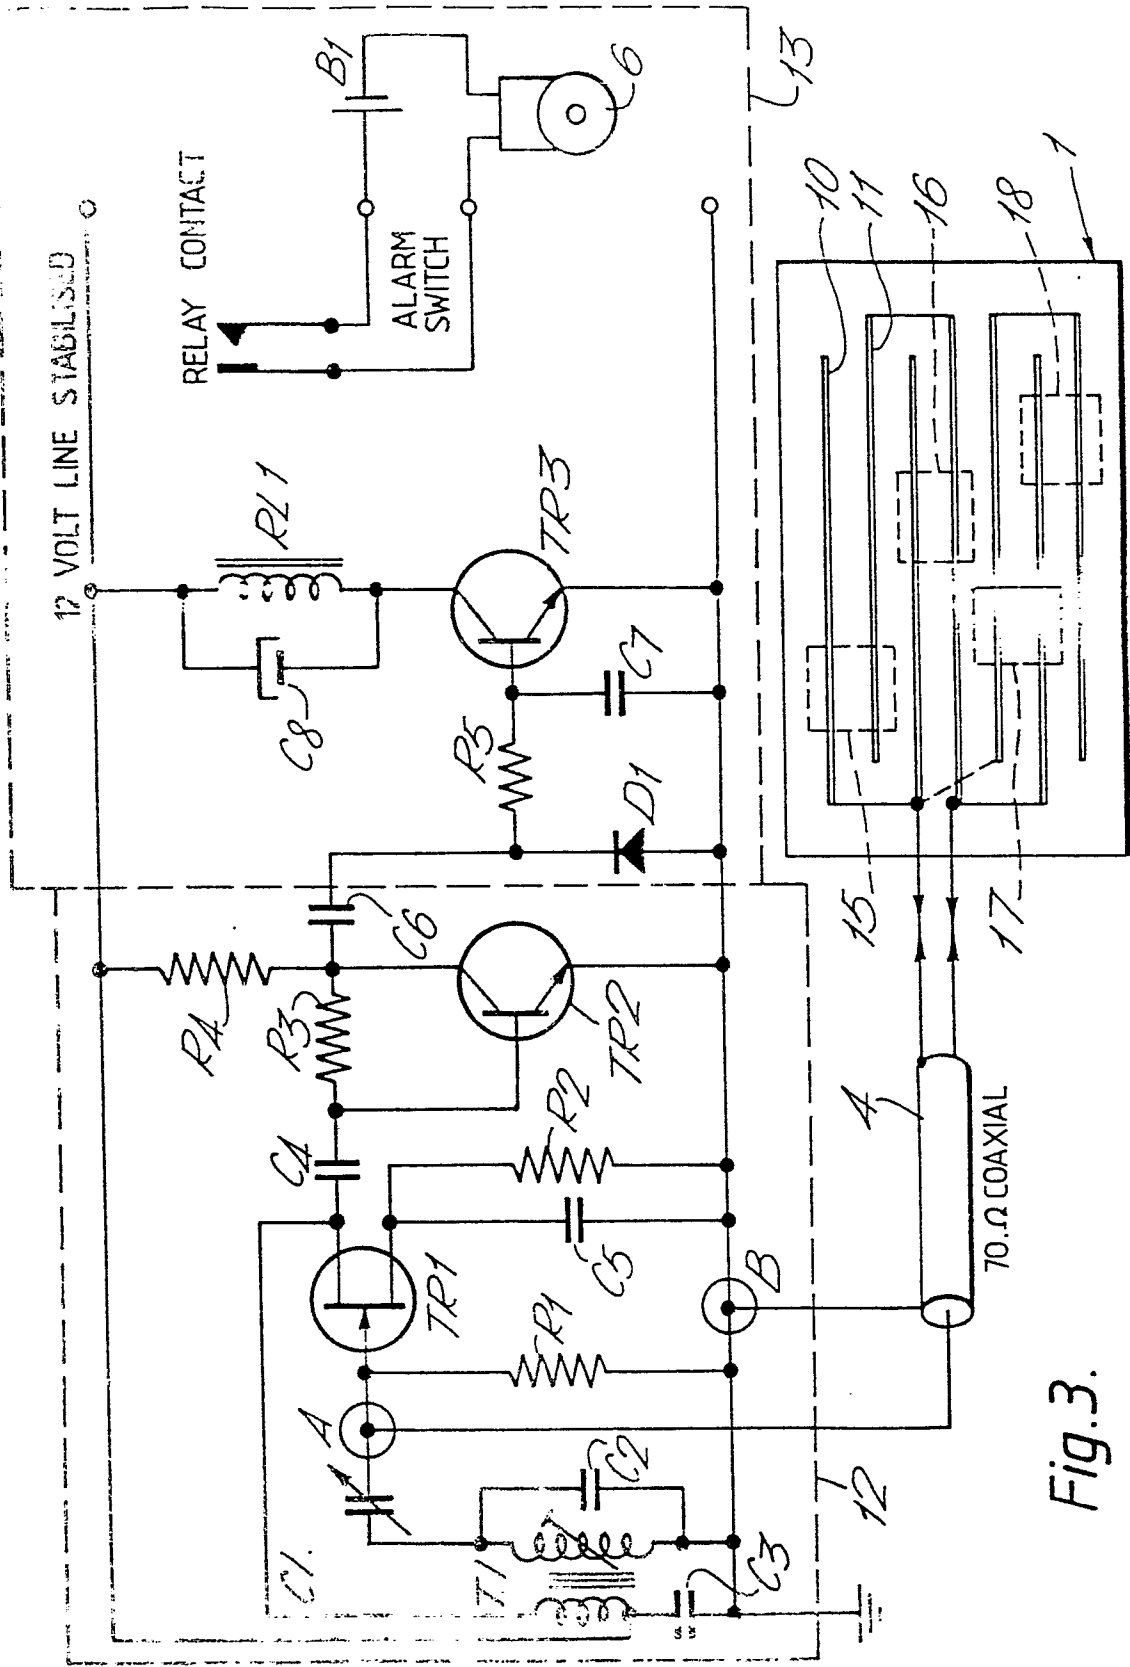 12 VOLT LINE STABILISED
RELAY CONTACT
B1
6
13
ALARM
SWITCH
RL1
C8
TR3
R5
C7
D1
C6
R4
R3
TR2
C4
R2
TR1
C5
R1
A
B
C1.
C2
T1
C3
12
4
70.Ω COAXIAL
10
11
16
18
1
15
17
Fig.3.